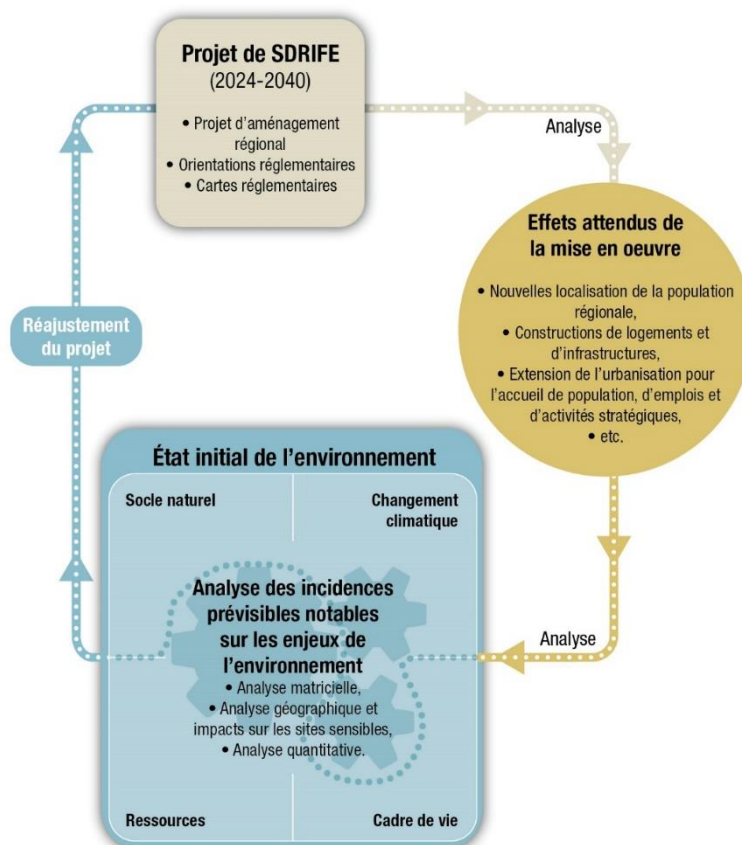 Projet de SDRIFE
(2024-2040)
• Projet d'aménagement
régional
• Orientations réglementaires
• Cartes réglementaires
Analyse
Effets attendus de
la mise en oeuvre
• Nouvelles localisation de la population
régionale,
• Constructions de logements et
d'infrastructures,
• Extension de l'urbanisation pour
l'accueil de population, d'emplois et
d'activités stratégiques,
• etc.
Réajustement
du projet
État initial de l'environnement
Socle naturel
Changement
climatique
Analyse des incidences
prévisibles notables
sur les enjeux de
l'environnement
• Analyse matricielle,
• Analyse géographique et
impacts sur les sites sensibles,
• Analyse quantitative.
Analyse
Ressources
Cadre de vie